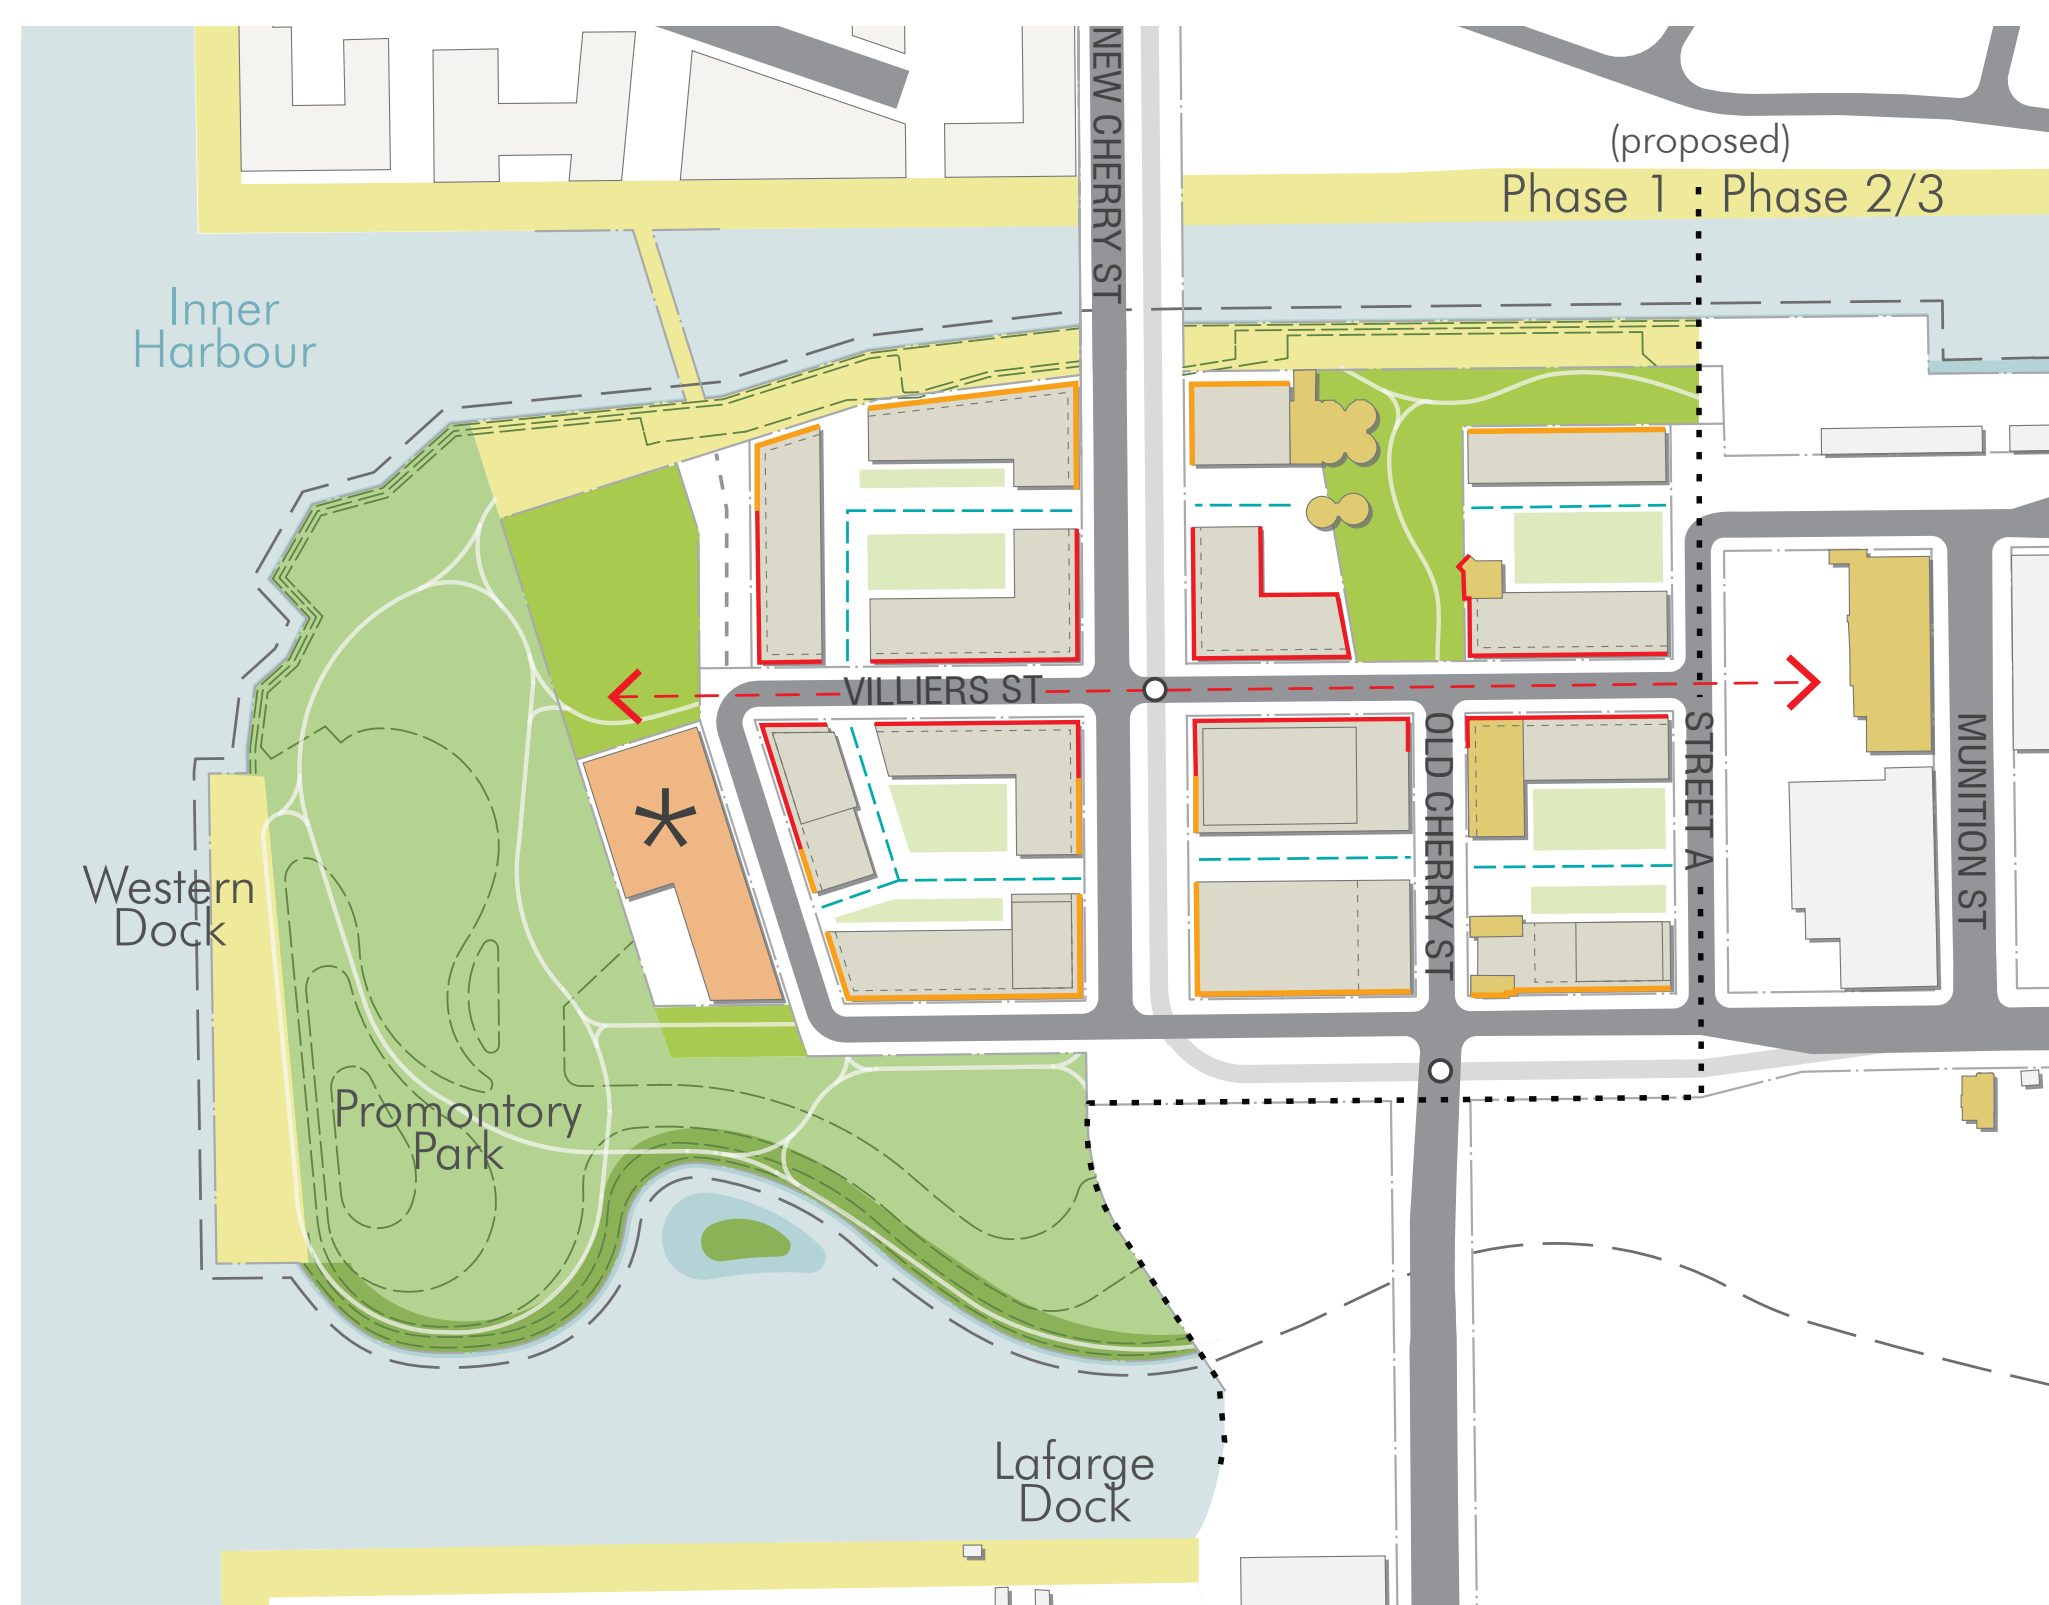 NEW CHERRY ST
(proposed)
Phase 1
Phase 2/3
Inner
Harbour
VILLIERS ST
OLD CHERRY ST
STREET A
MUNITION ST
*
Western
Dock
Promontory
Park
Lafarge
Dock